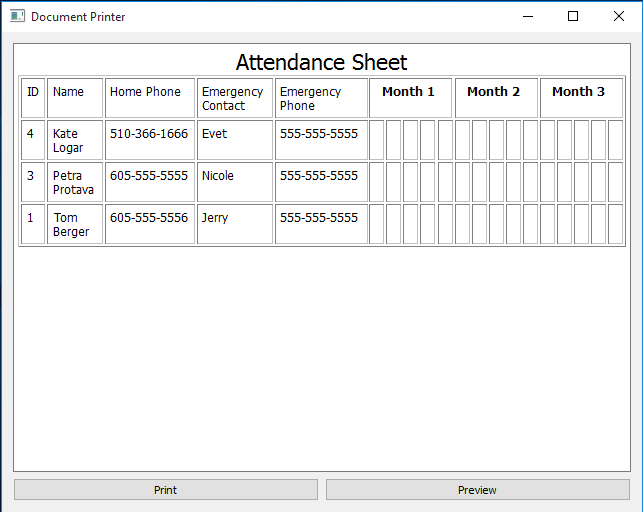 Document Printer
Attendance Sheet
ID Name Home Phone Emergency Contact Emergency Phone Month 1 Month 2 Month 3
4 Kate Logar 510-366-1666 Evet 555-555-5555
3 Petra Protava 605-555-5555 Nicole 555-555-5555
1 Tom Berger 605-555-5556 Jerry 555-555-5555
Print Preview